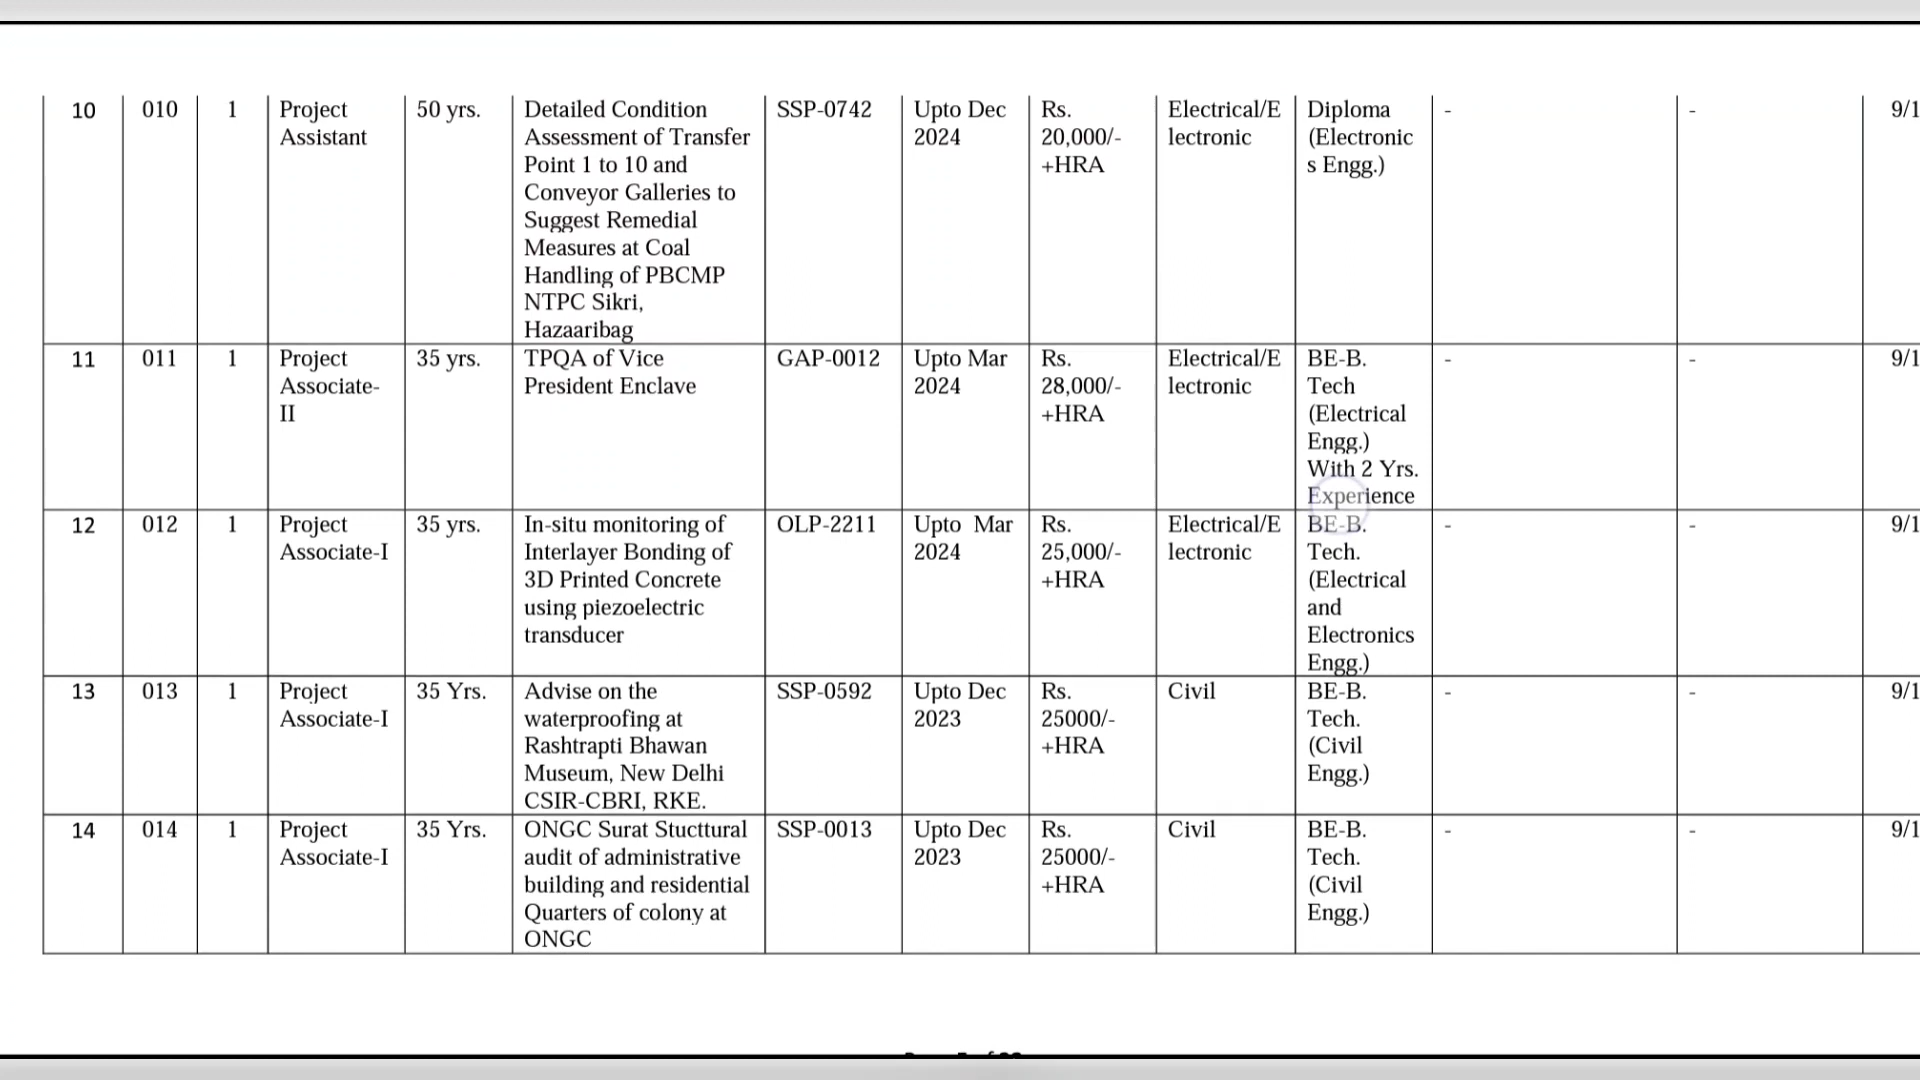 10 010 1 Project Assistant 50 yrs. Detailed Condition Assessment of Transfer Point 1 to 10 and Conveyor Galleries to Suggest Remedial Measures at Coal Handling of PBCMP NTPC Sikri, Hazaaribag SSP-0742 Upto Dec 2024 Rs. 20,000/- +HRA Electrical/E lectronic Diploma (Electronic s Engg.) - - 9/1
11 011 1 Project Associate- II 35 yrs. TPQA of Vice President Enclave GAP-0012 Upto Mar 2024 Rs. 28,000/- +HRA Electrical/E lectronic BE-B. Tech (Electrical Engg.) With 2 Yrs. Experience - - 9/1
12 012 1 Project Associate-I 35 yrs. In-situ monitoring of Interlayer Bonding of 3D Printed Concrete using piezoelectric transducer OLP-2211 Upto Mar 2024 Rs. 25,000/- +HRA Electrical/E lectronic BE-B. Tech. (Electrical and Electronics Engg.) - -
13 013 1 Project Associate-I 35 Yrs. Advise on the waterproofing at Rashtrapti Bhawan Museum, New Delhi CSIR-CBRI, RKE. SSP-0592 Upto Dec 2023 Rs. 25000/- +HRA Civil BE-B. Tech. (Civil Engg.) - - 9/1
14 014 1 Project Associate-I 35 Yrs. ONGC Surat Stucttural audit of administrative building and residential Quarters of colony at ONGC SSP-0013 Upto Dec 2023 Rs. 25000/- +HRA Civil BE-B. Tech. (Civil Engg.) - - 9/1